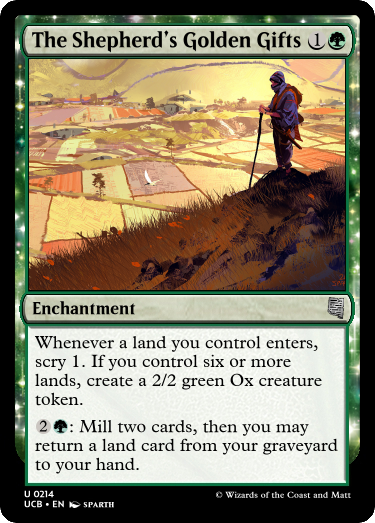 The Shepherd's Golden Gifts 1
Enchantment
Whenever a land you control enters,
scry 1. If you control six or more
lands, create a 2/2 green Ox creature
token.
2 : Mill two cards, then you may
return a land card from your graveyard
to your hand.
U 0214
UCB • EN SPARTH
© Wizards of the Coast and Matt